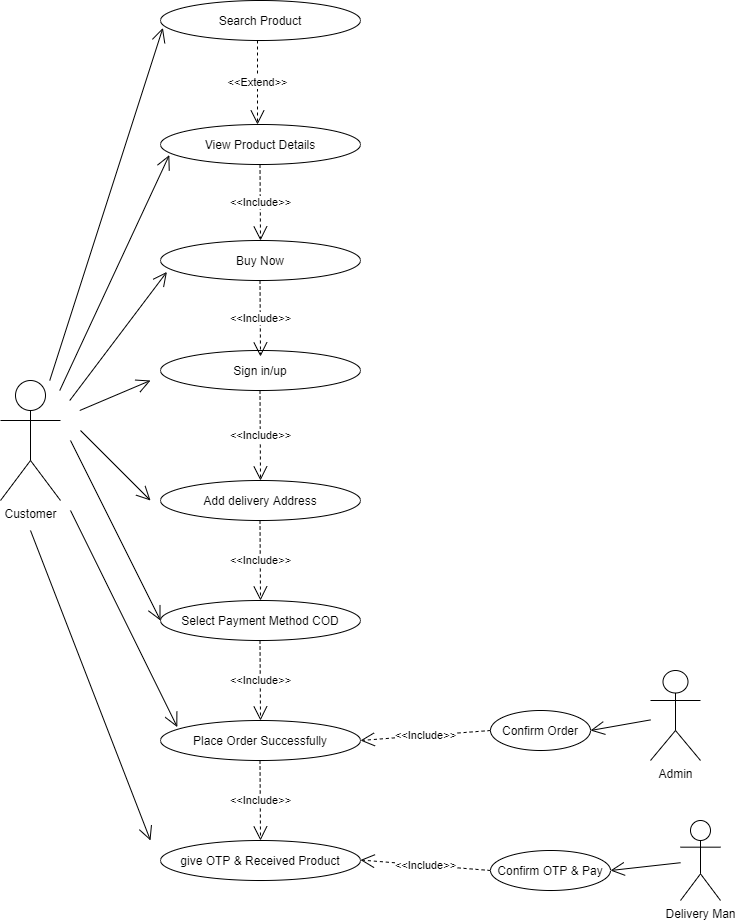 Search Product
<<Extend>>
View Product Details
<<Include>>
Buy Now
<<Include>>
Sign in/up
<<Include>>
Customer
Add delivery Address
<<Include>>
Select Payment Method COD
<<Include>>
Place Order Successfully
<<Include>>
Confirm Order
Admin
<<Include>>
give OTP & Received Product
<<Include>>
Confirm OTP & Pay
Delivery Man